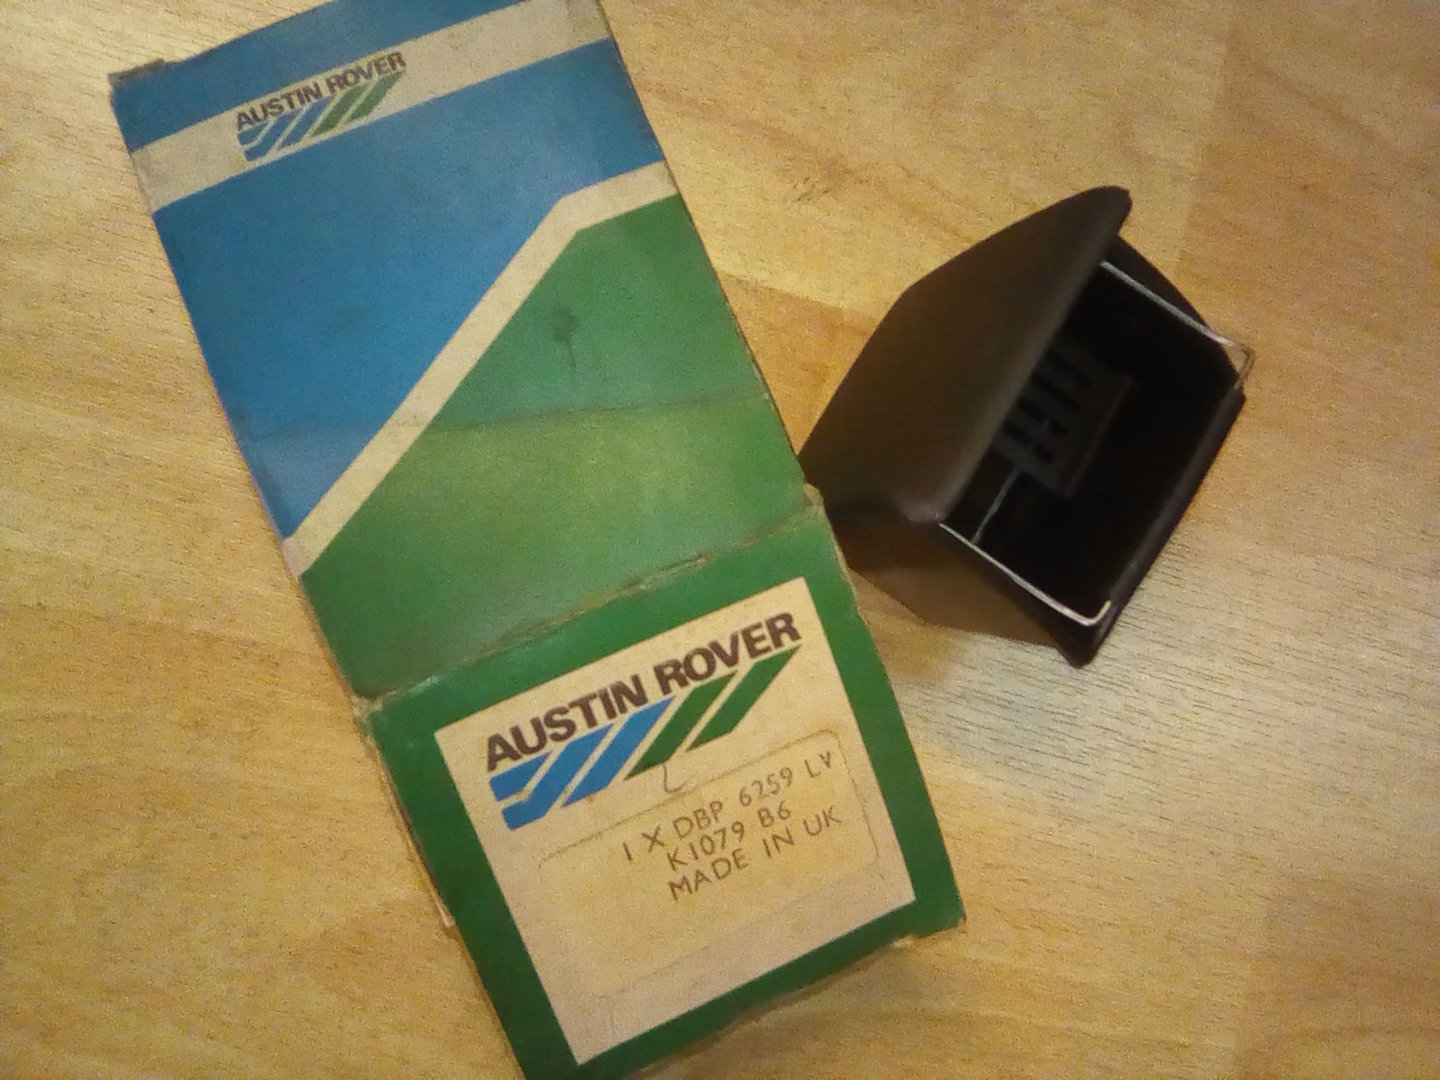 AUSTIN ROVER
AUSTIN ROVER
1 X DBP 6259 LV
K1079 B6
MADE IN UK